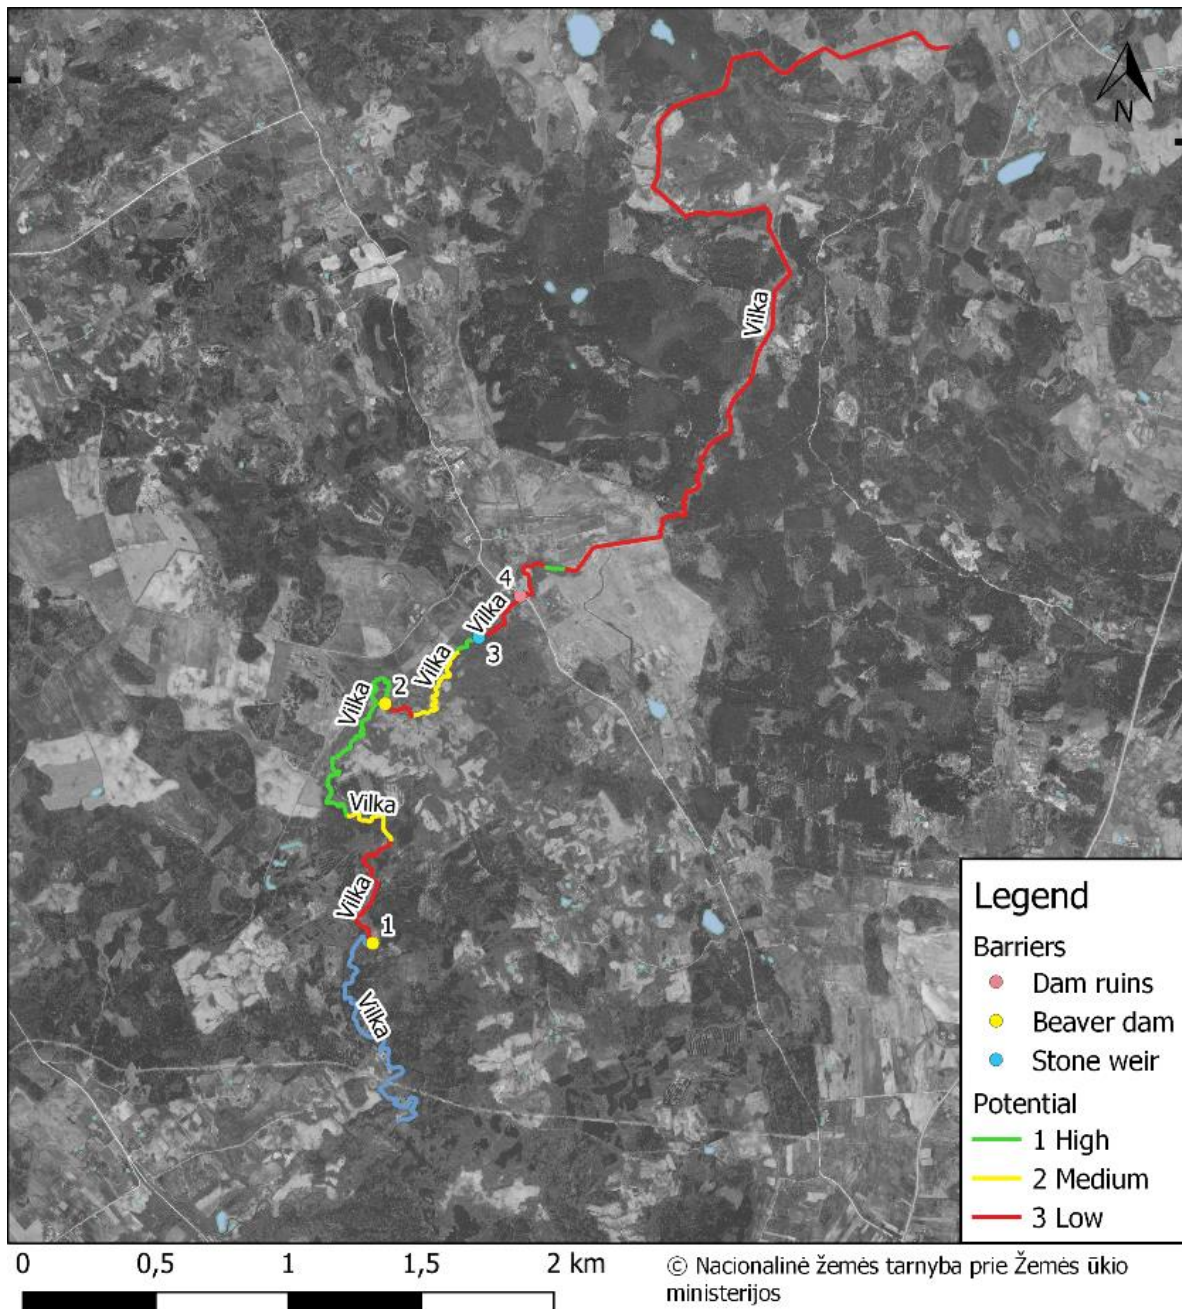 N
Vilka
4
Vilka
3
Vilka
2
Vilka
Vilka
Vilka
1
Vilka
Legend
Barriers
Dam ruins
Beaver dam
Stone weir
Potential
1 High
2 Medium
3 Low
0 0,5 1 1,5 2 km
© Nacionalinė žemės tarnyba prie Žemės ūkio
ministerijos